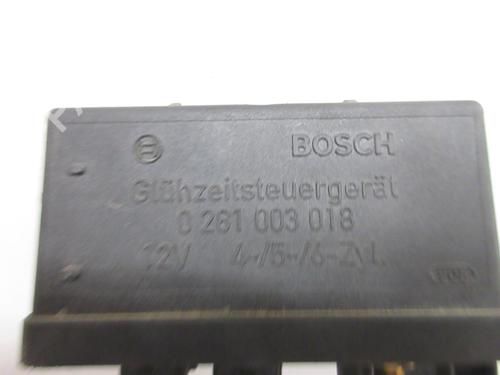 BOSCH
Glühzeitsteuergerät
0 281 003 018
12V 4-/5-/6-Zyl.